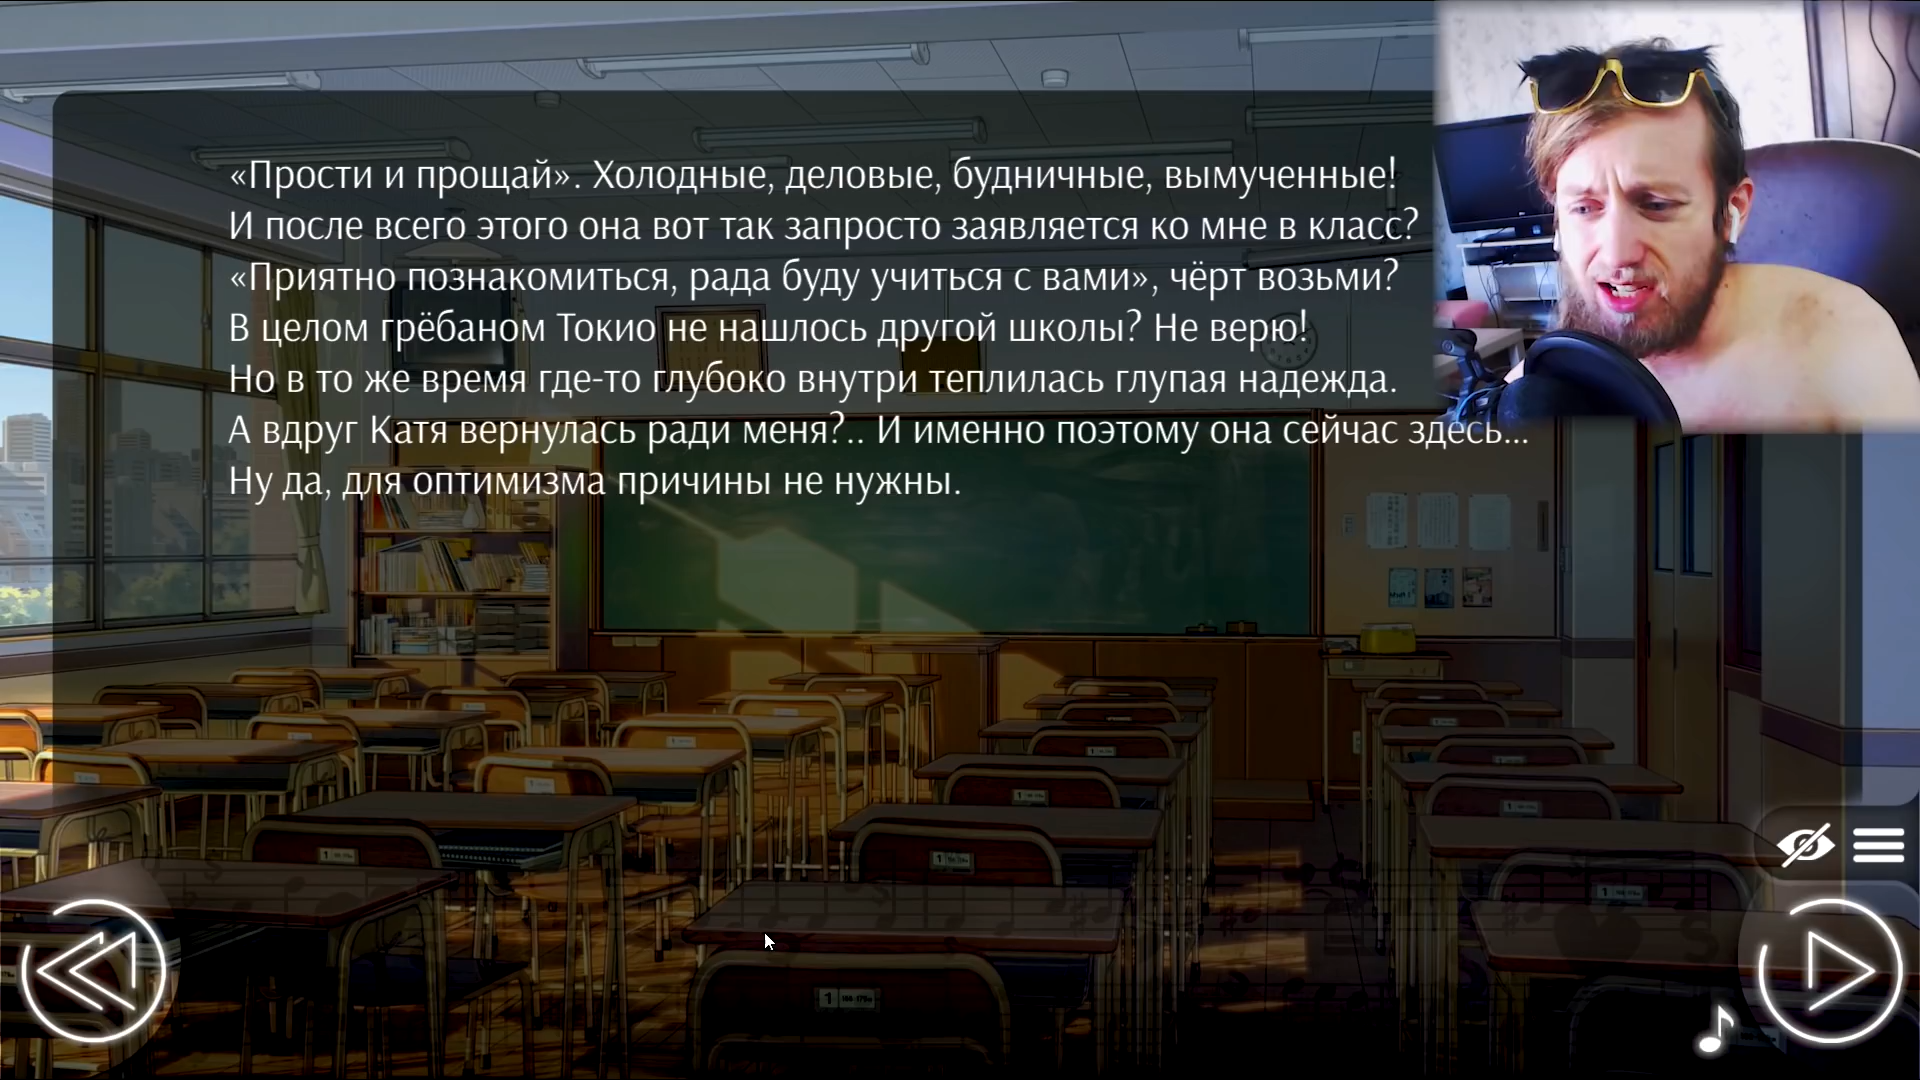 «Прости и прощай». Холодные, деловые, будничные, вымученные!
И после всего этого она вот так запросто заявляется ко мне в класс?
«Приятно познакомиться, рада буду учиться с вами», чёрт возьми?
В целом грёбаном Токио не нашлось другой школы? Не верю!
Но в то же время где-то глубоко внутри теплилась глупая надежда.
А вдруг Катя вернулась ради меня?.. И именно поэтому она сейчас здесь...
Ну да, для оптимизма причины не нужны.